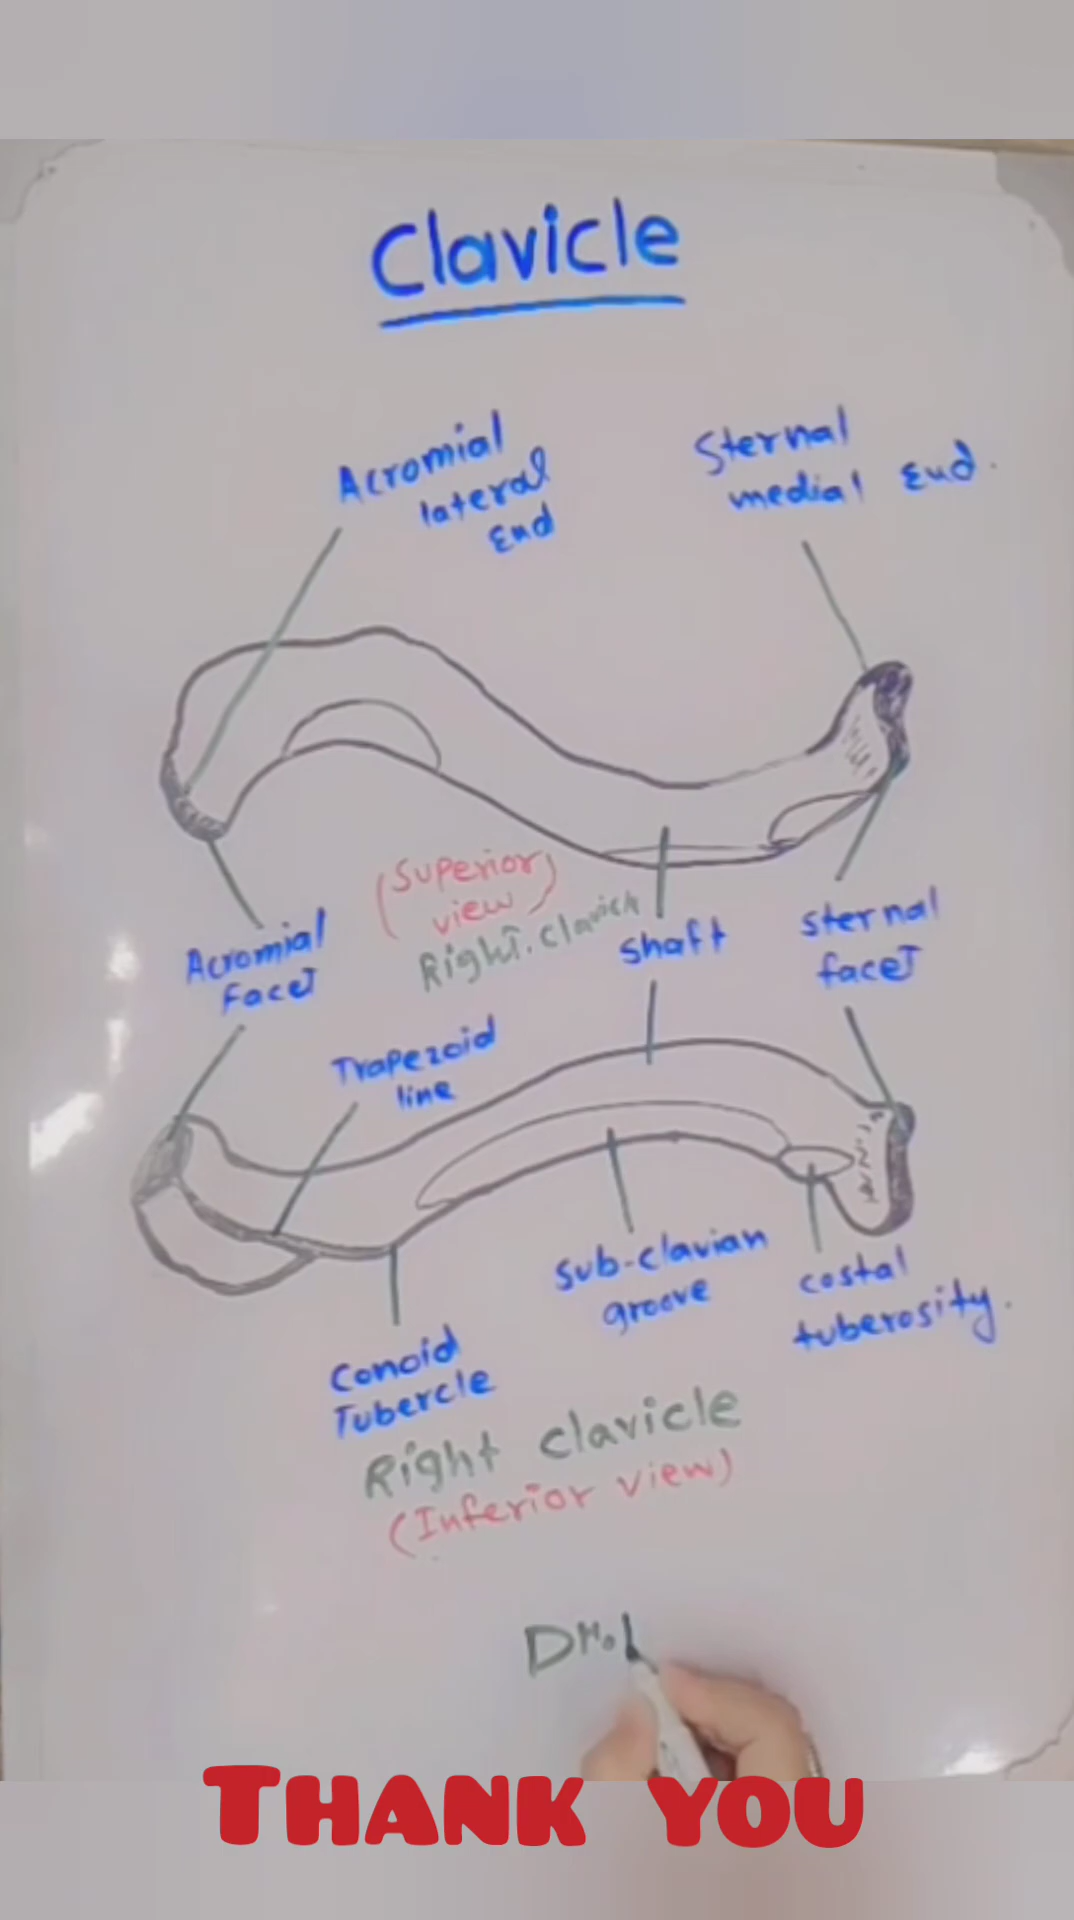 Clavicle
Acromial
lateral
End
Sternal
medial End.
(Superior
view)
Right. Clavicle
Acromial
Facet
Shaft
Sternal
facet
Trapezoid
line
Sub-clavian
groove
costal
tuberosity.
Conoid
Tubercle
Right clavicle
(Inferior view)
THANK YOU